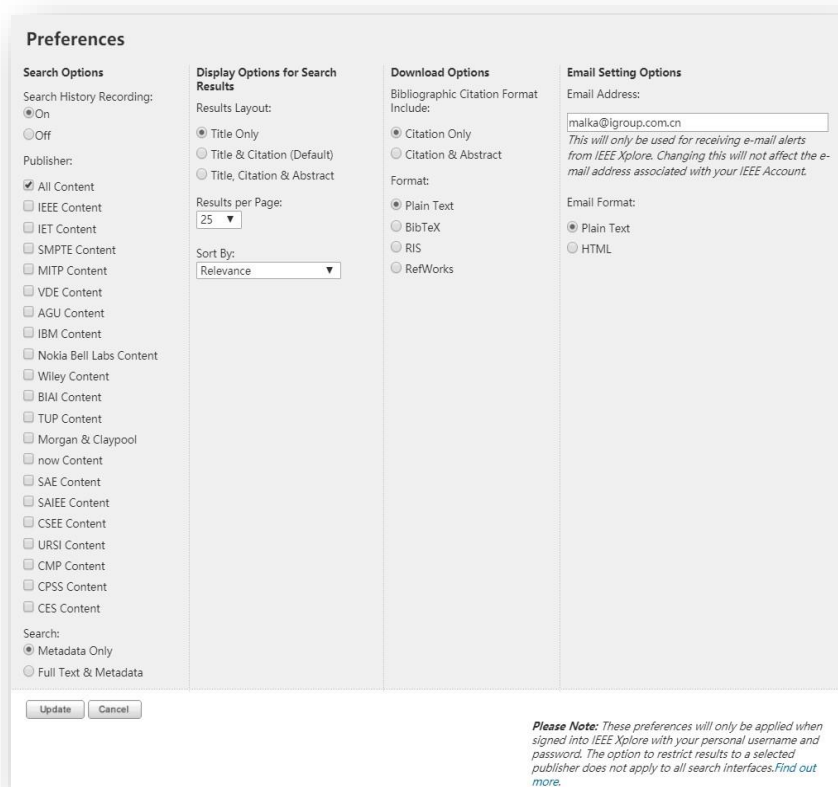 Preferences
Search Options
Search History Recording:
On
Off
Publisher:
All Content
IEEE Content
IET Content
SMPTE Content
MITP Content
VDE Content
AGU Content
IBM Content
Nokia Bell Labs Content
Wiley Content
BIAI Content
TUP Content
Morgan & Claypool
now Content
SAE Content
SAIEE Content
CSEE Content
URSI Content
CMP Content
CPSS Content
CES Content
Search:
Metadata Only
Full Text & Metadata
Display Options for Search
Results
Results Layout:
Title Only
Title & Citation (Default)
Title, Citation & Abstract
Results per Page:
25
Sort By:
Relevance
Download Options
Bibliographic Citation Format
Include:
Citation Only
Citation & Abstract
Format:
Plain Text
BibTeX
RIS
RefWorks
Email Setting Options
Email Address:
malka@igroup.com.cn
This will only be used for receiving e-mail alerts
from IEEE Xplore. Changing this will not affect the e-
mail address associated with your IEEE Account.
Email Format:
Plain Text
HTML
Update Cancel
Please Note: These preferences will only be applied when
signed into IEEE Xplore with your personal username and
password. The option to restrict results to a selected
publisher does not apply to all search interfaces.Find out
more.